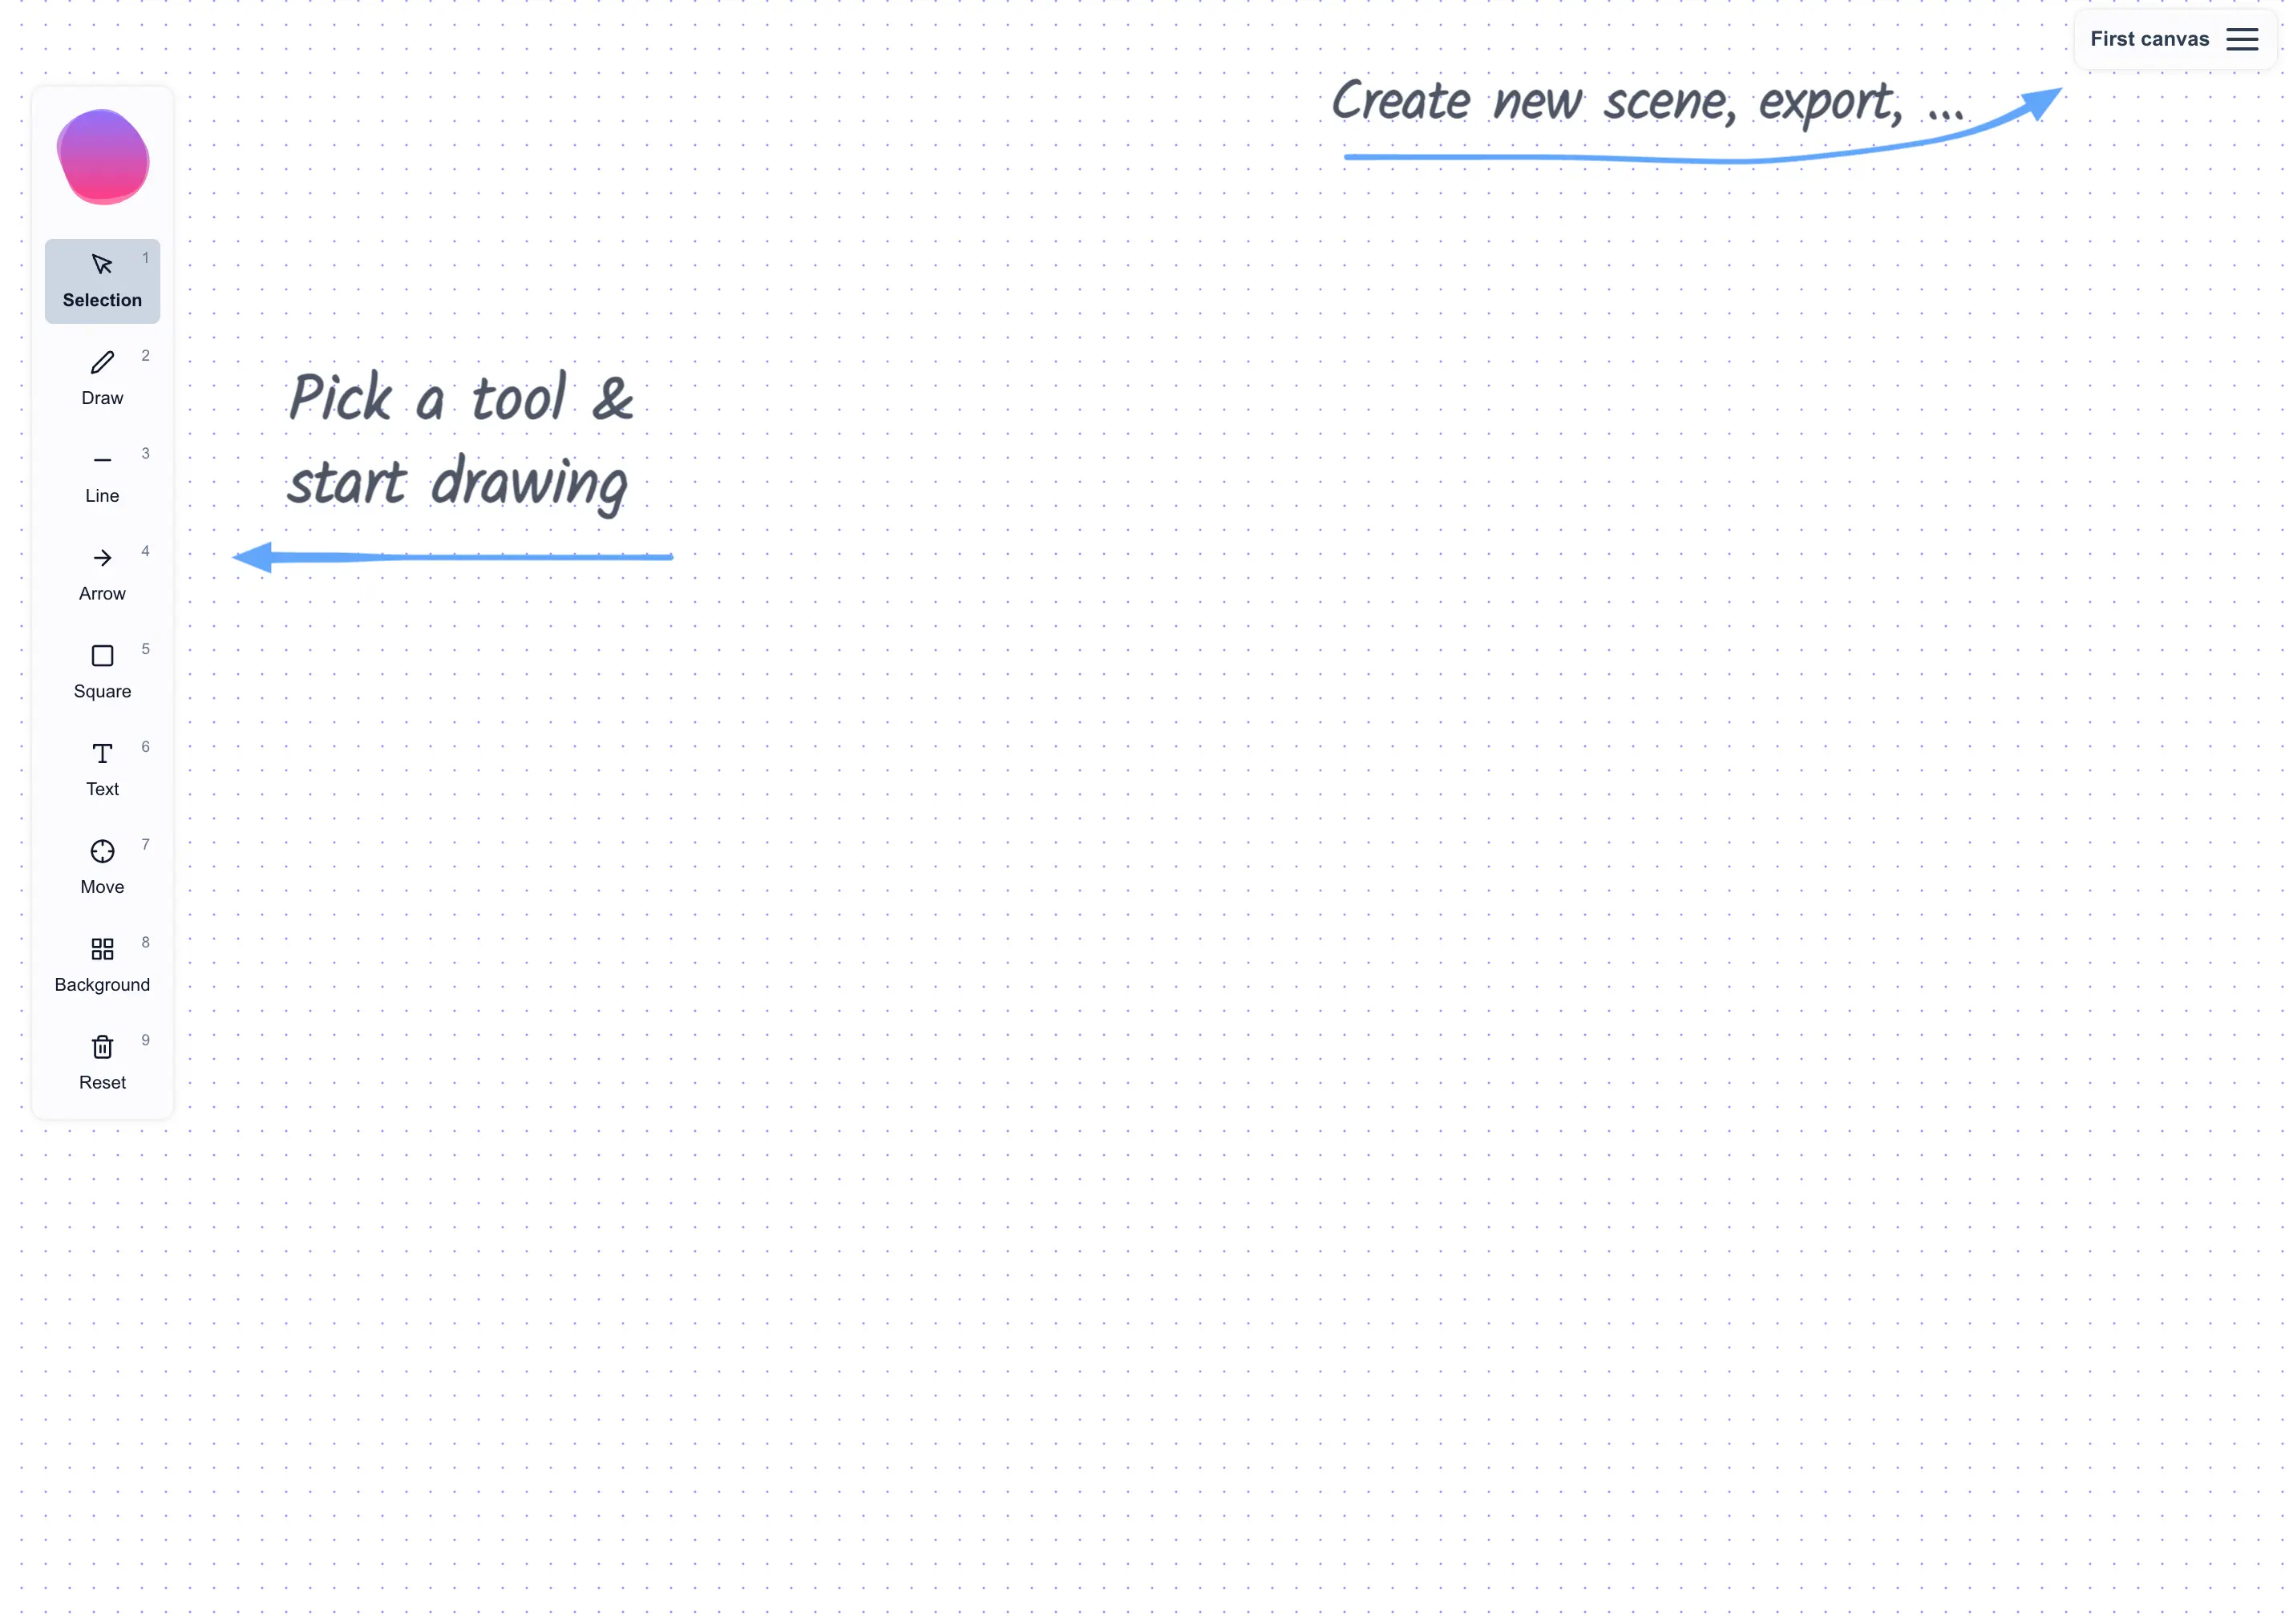 First canvas
Create new scene, export, ...
1
Selection
2
Draw
Pick a tool &
start drawing
3
Line
4
Arrow
5
Square
6
Text
7
Move
8
Background
9
Reset